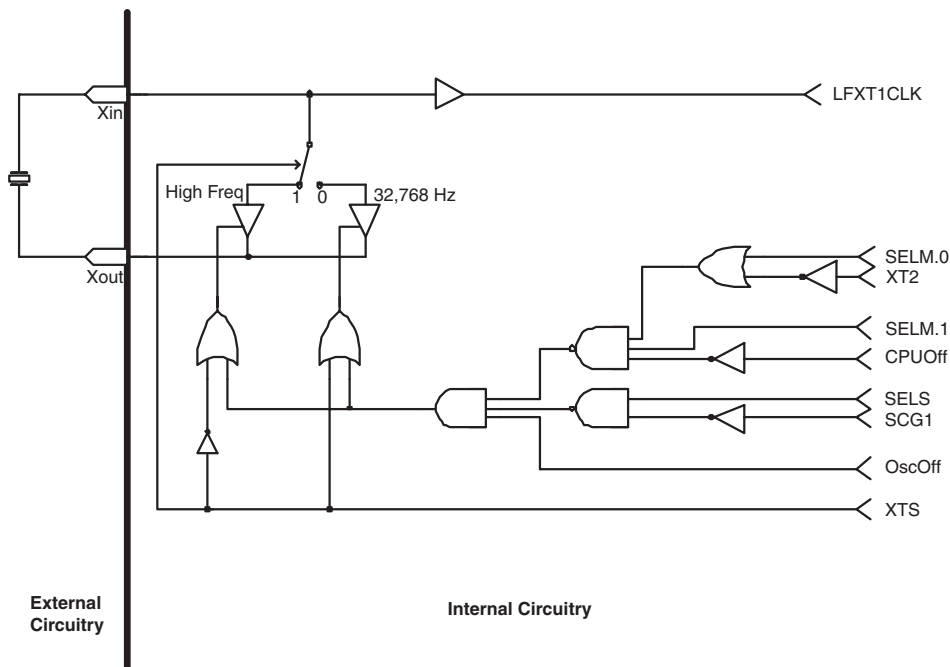 Xin
LFXT1CLK
High Freq
1
0
32,768 Hz
Xout
SELM.0
XT2
SELM.1
CPUOff
SELS
SCG1
OscOff
XTS
External
Circuitry
Internal Circuitry